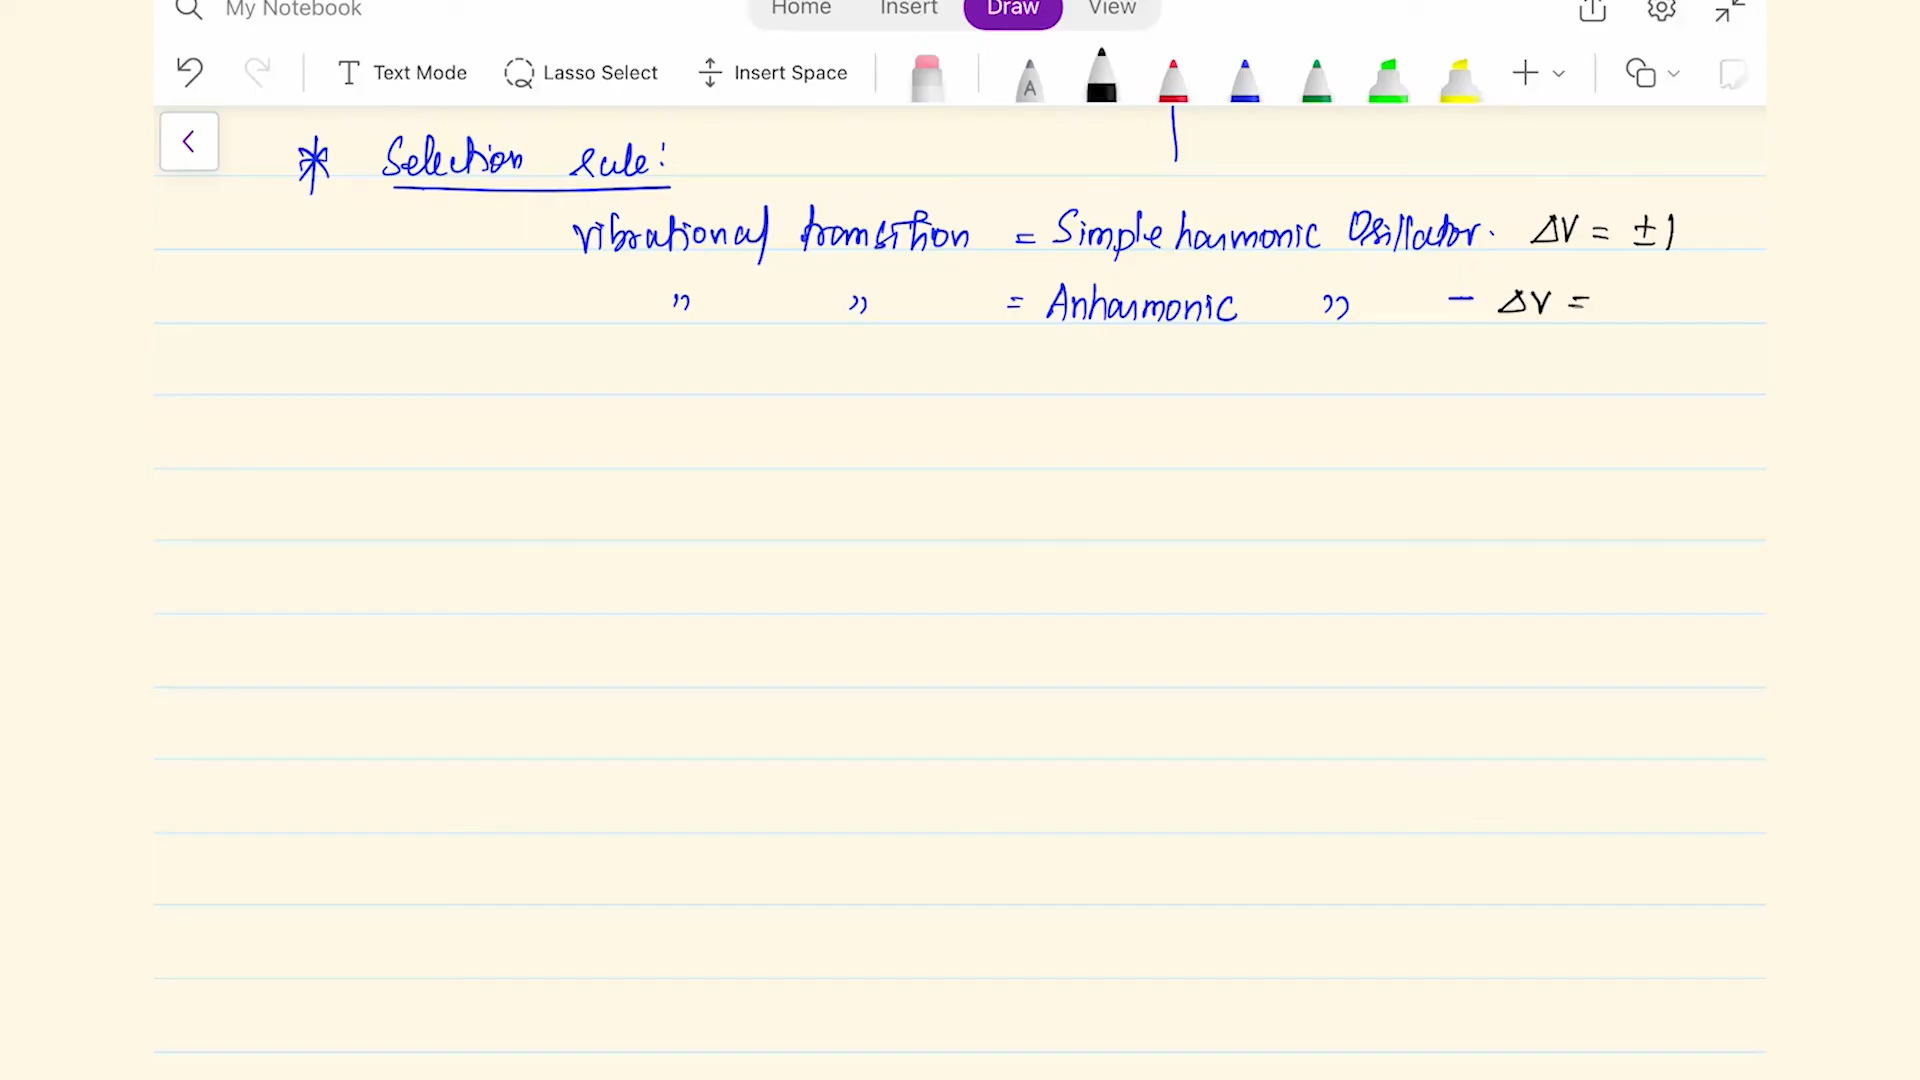 My Notebook Home Insert Draw View
Text Mode Lasso Select Insert Space A
* Selection rule:
vibrational transition = Simple harmonic Osillator. ΔV = ±1
" " = Anharmonic " - ΔV =